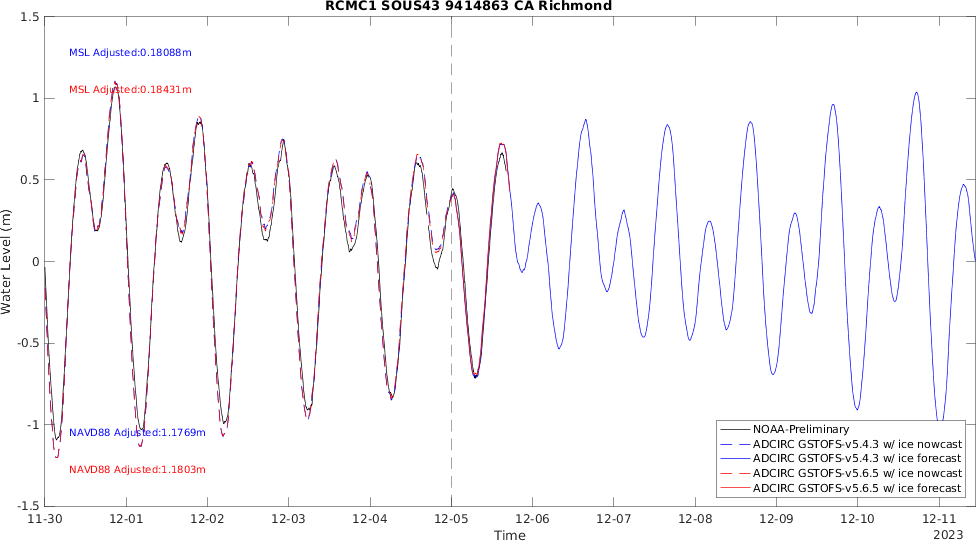 RCMC1 SOUS43 9414863 CA Richmond
1.5
MSL Adjusted:0.18088m
MSL Adjusted:0.18431m
1
0.5
0
-0.5
-1
-1.5
Water Level (m)
NAVD88 Adjusted:1.1769m
NAVD88 Adjusted:1.1803m
NOAA-Preliminary
ADCIRC GSTOFS-v5.4.3 w/ ice nowcast
ADCIRC GSTOFS-v5.4.3 w/ ice forecast
ADCIRC GSTOFS-v5.6.5 w/ ice nowcast
ADCIRC GSTOFS-v5.6.5 w/ ice forecast
11-30 12-01 12-02 12-03 12-04 12-05 12-06 12-07 12-08 12-09 12-10 12-11
Time
2023